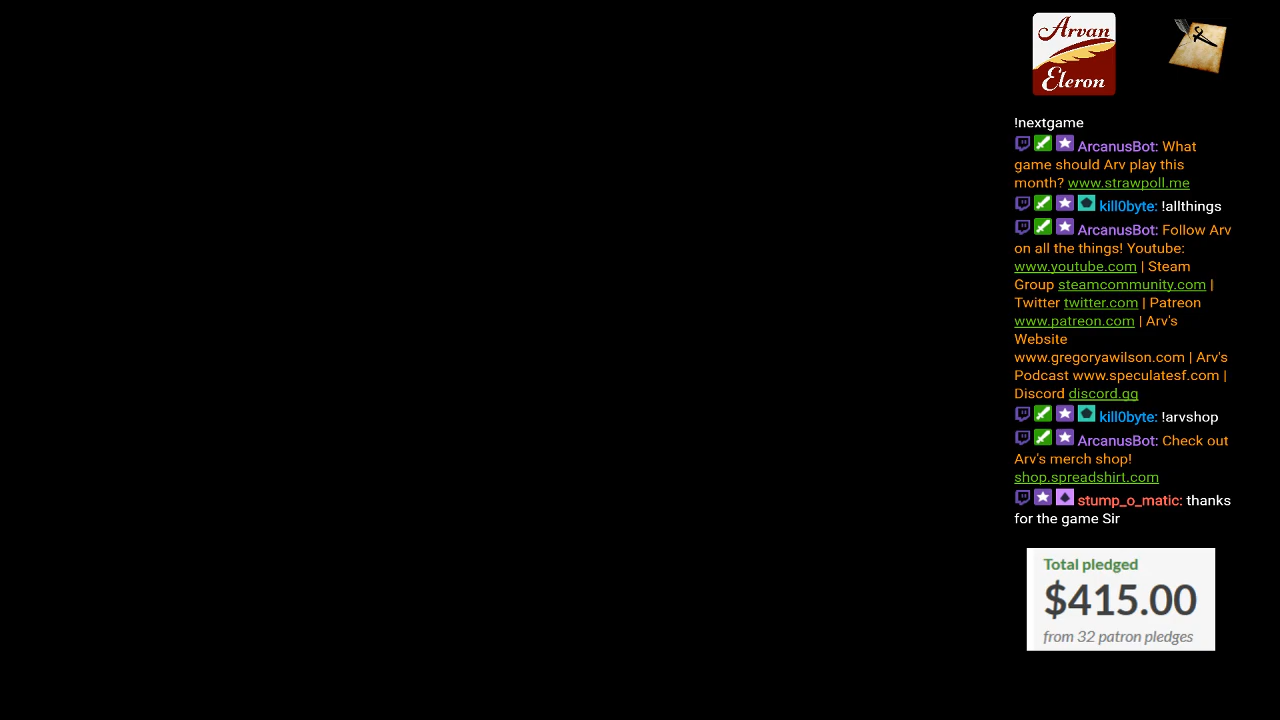 Arvan
Eleron
!nextgame
ArcanusBot: What
game should Arv play this
month? www.strawpoll.me
kill0byte: !allthings
ArcanusBot: Follow Arv
on all the things! Youtube:
www.youtube.com | Steam
Group steamcommunity.com |
Twitter twitter.com | Patreon
www.patreon.com | Arv's
Website
www.gregoryawilson.com | Arv's
Podcast www.speculatesf.com |
Discord discord.gg
kill0byte: !arvshop
ArcanusBot: Check out
Arv's merch shop!
shop.spreadshirt.com
stump_o_matic: thanks
for the game Sir
Total pledged
$415.00
from 32 patron pledges